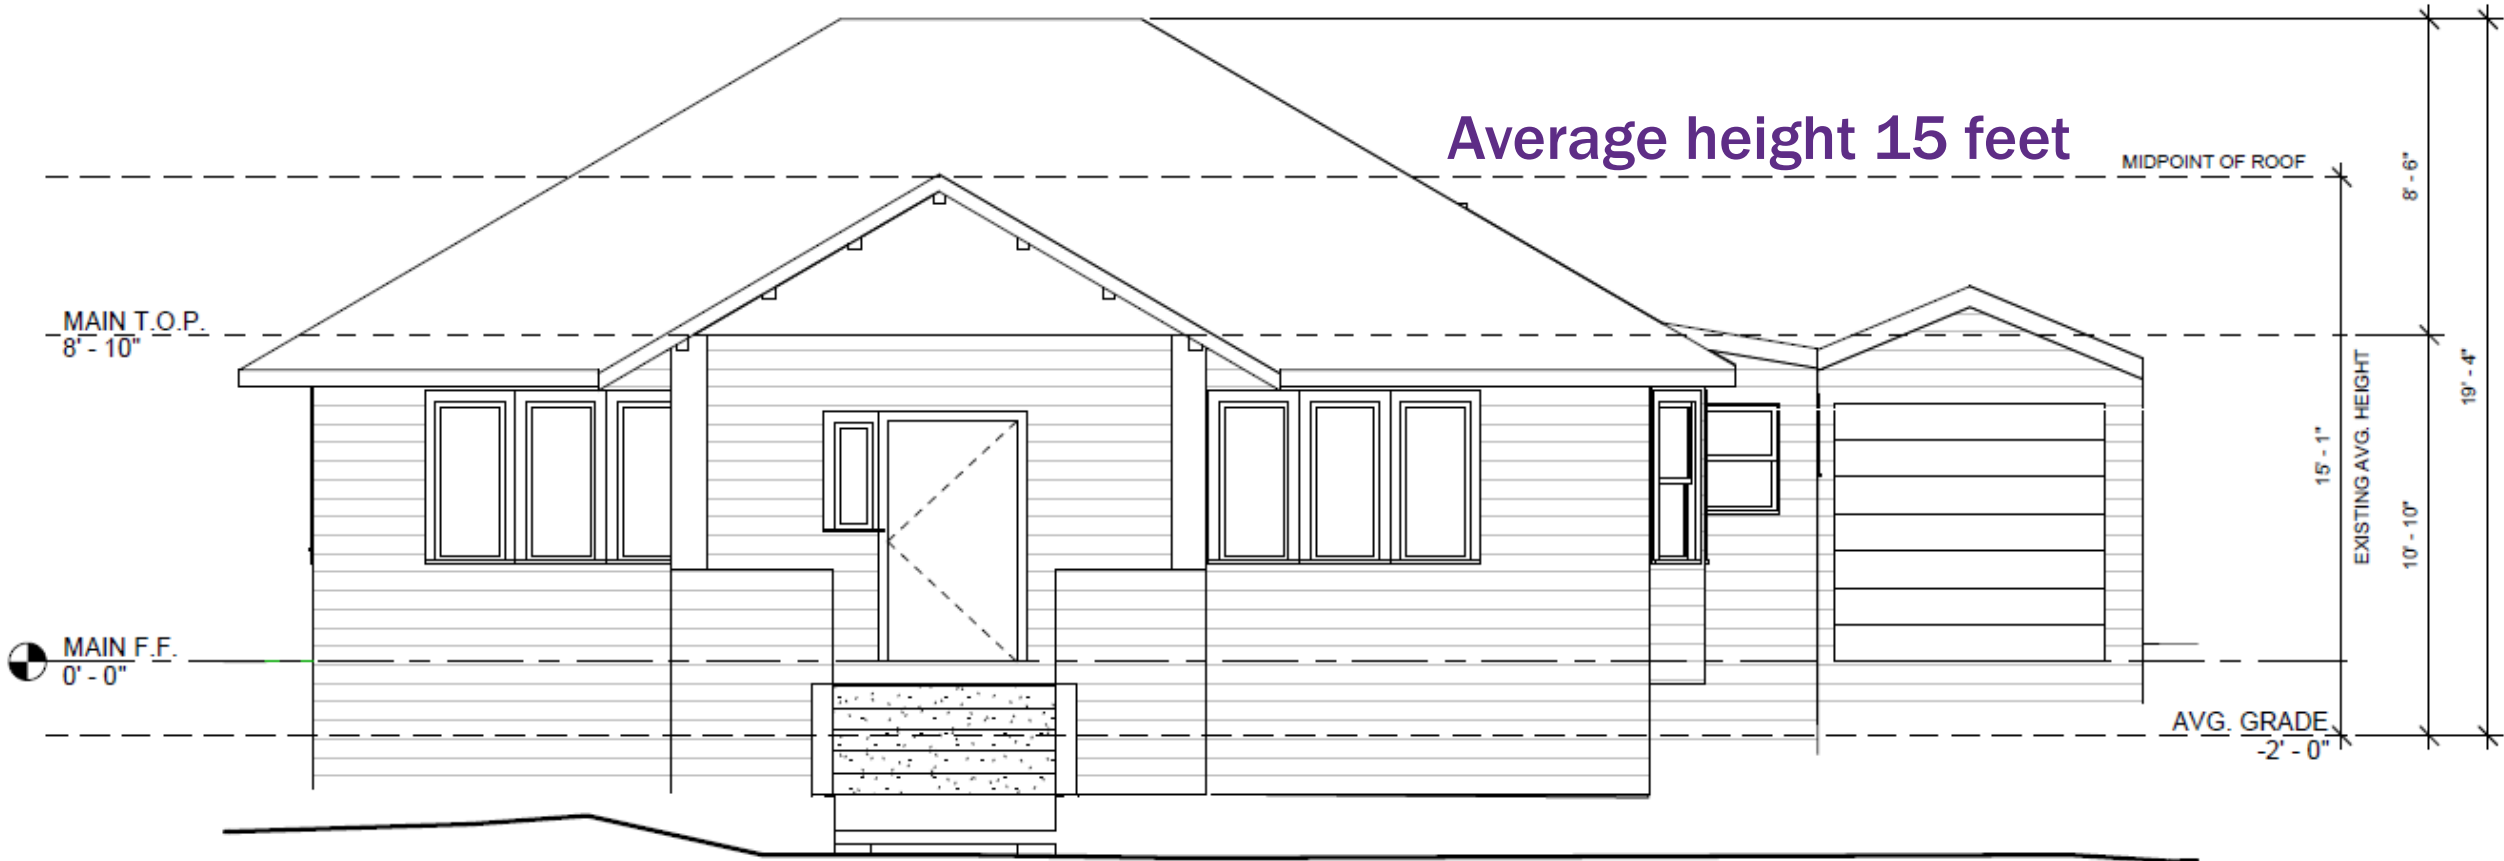 Average height 15 feet
MIDPOINT OF ROOF
8' - 6"
MAIN T.O.P.
8' - 10"
19' - 4"
EXISTING AVG. HEIGHT
15' - 1"
10' - 10"
MAIN F.F.
0' - 0"
AVG. GRADE
-2' - 0"